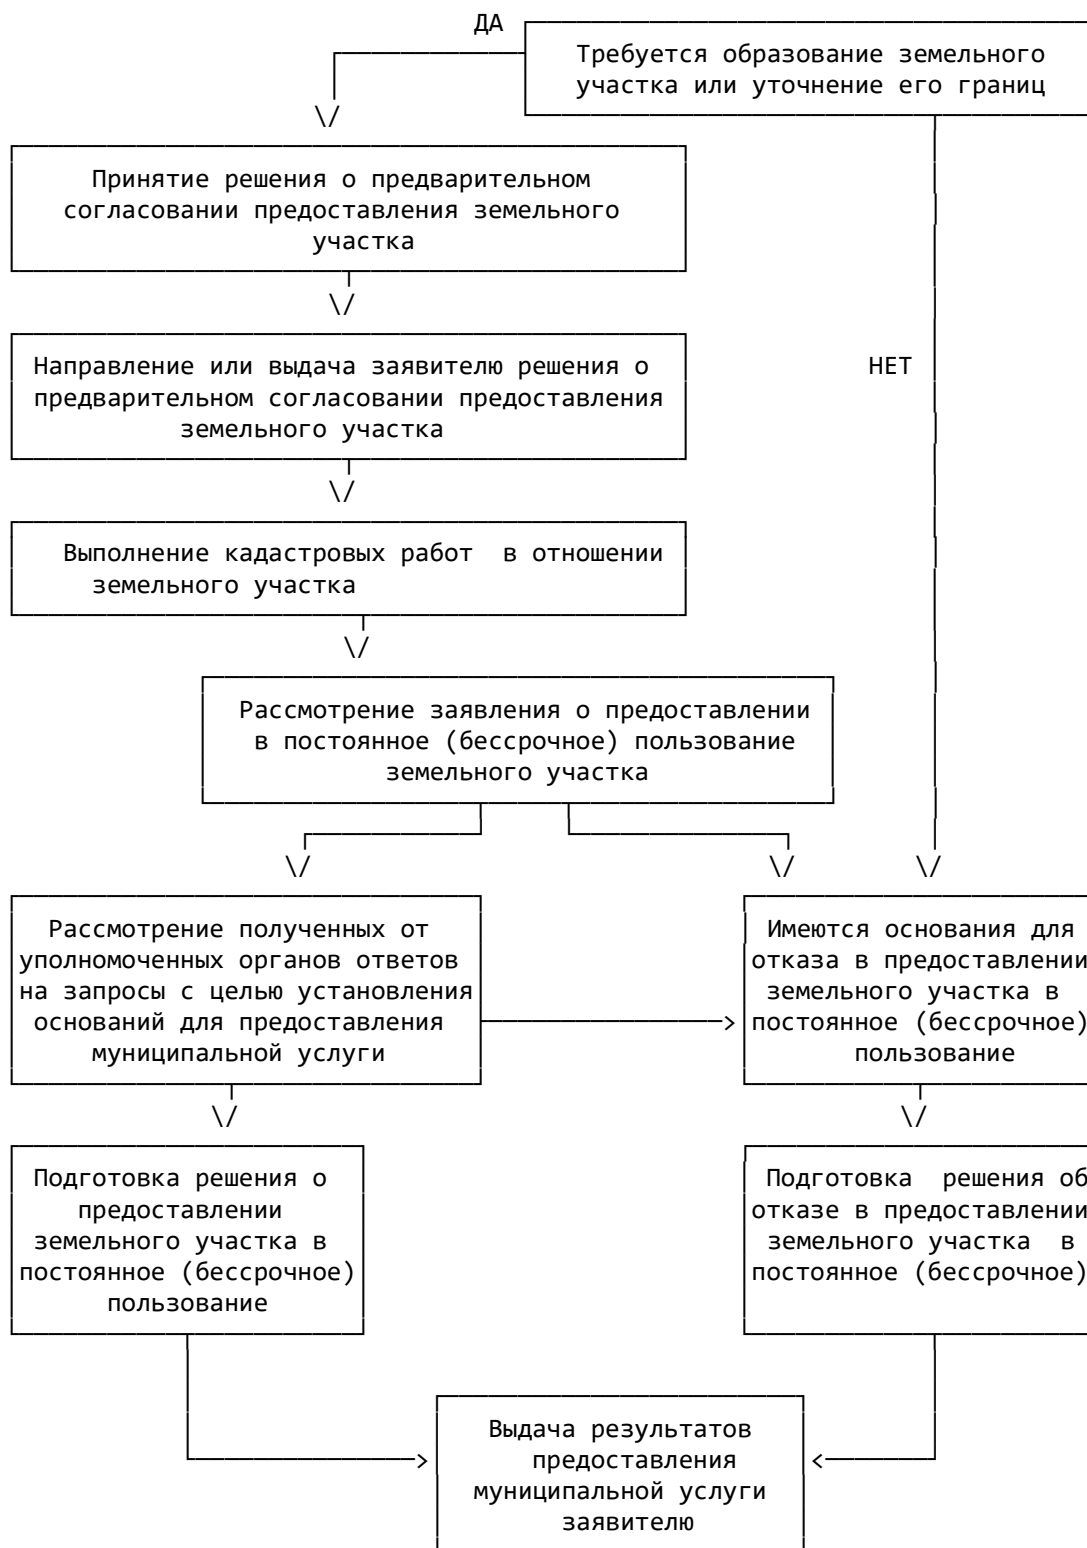 ДА
Требуется образование земельного
участка или уточнение его границ
Принятие решения о предварительном
согласовании предоставления земельного
участка
Направление или выдача заявителю решения о
предварительном согласовании предоставления
земельного участка
НЕТ
Выполнение кадастровых работ в отношении
земельного участка
Рассмотрение заявления о предоставлении
в постоянное (бессрочное) пользование
земельного участка
Рассмотрение полученных от
уполномоченных органов ответов
на запросы с целью установления
оснований для предоставления
муниципальной услуги
Имеются основания для
отказа в предоставлении
земельного участка в
постоянное (бессрочное)
пользование
Подготовка решения о
предоставлении
земельного участка в
постоянное (бессрочное)
пользование
Подготовка решения об
отказе в предоставлении
земельного участка в
постоянное (бессрочное)
Выдача результатов
предоставления
муниципальной услуги
заявителю